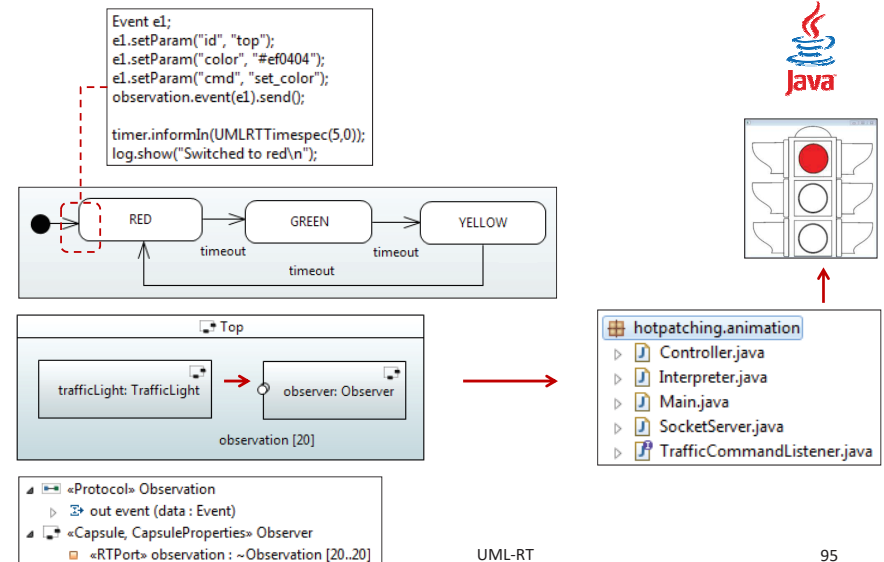 Event e1;
e1.setParam("id", "top");
e1.setParam("color", "#ef0404");
e1.setParam("cmd", "set_color");
observation.event(e1).send();
timer.informIn(UMLRTTimespec(5,0));
log.show("Switched to red\n");
Java
RED
GREEN
YELLOW
timeout
timeout
timeout
Top
trafficLight: TrafficLight
observer: Observer
observation [20]
hotpatching.animation
Controller.java
Interpreter.java
Main.java
SocketServer.java
TrafficCommandListener.java
«Protocol» Observation
out event (data : Event)
«Capsule, CapsuleProperties» Observer
«RTPort» observation : ~Observation [20..20]
UML-RT
95